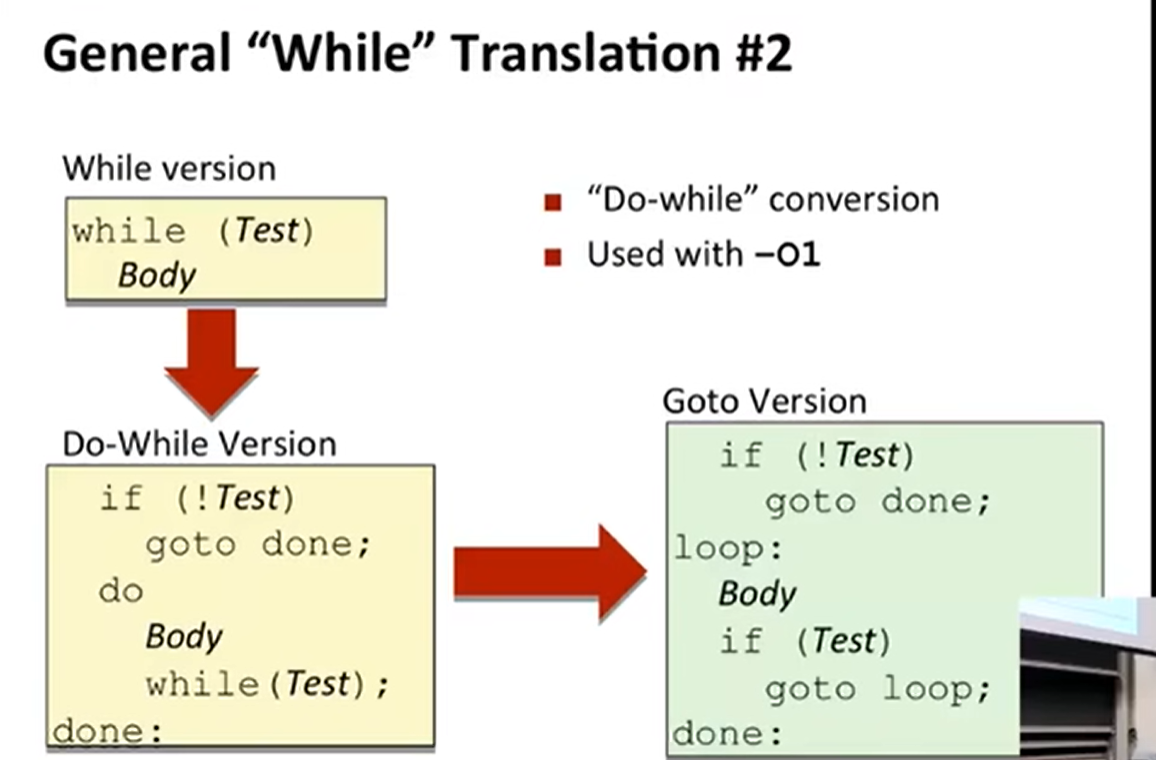 General “While” Translation #2
While version
while (Test)
Body
“Do-while” conversion
Used with –O1
Do-While Version
if (!Test)
goto done;
do
Body
while(Test);
done:
Goto Version
if (!Test)
goto done;
loop:
Body
if (Test)
goto loop;
done: